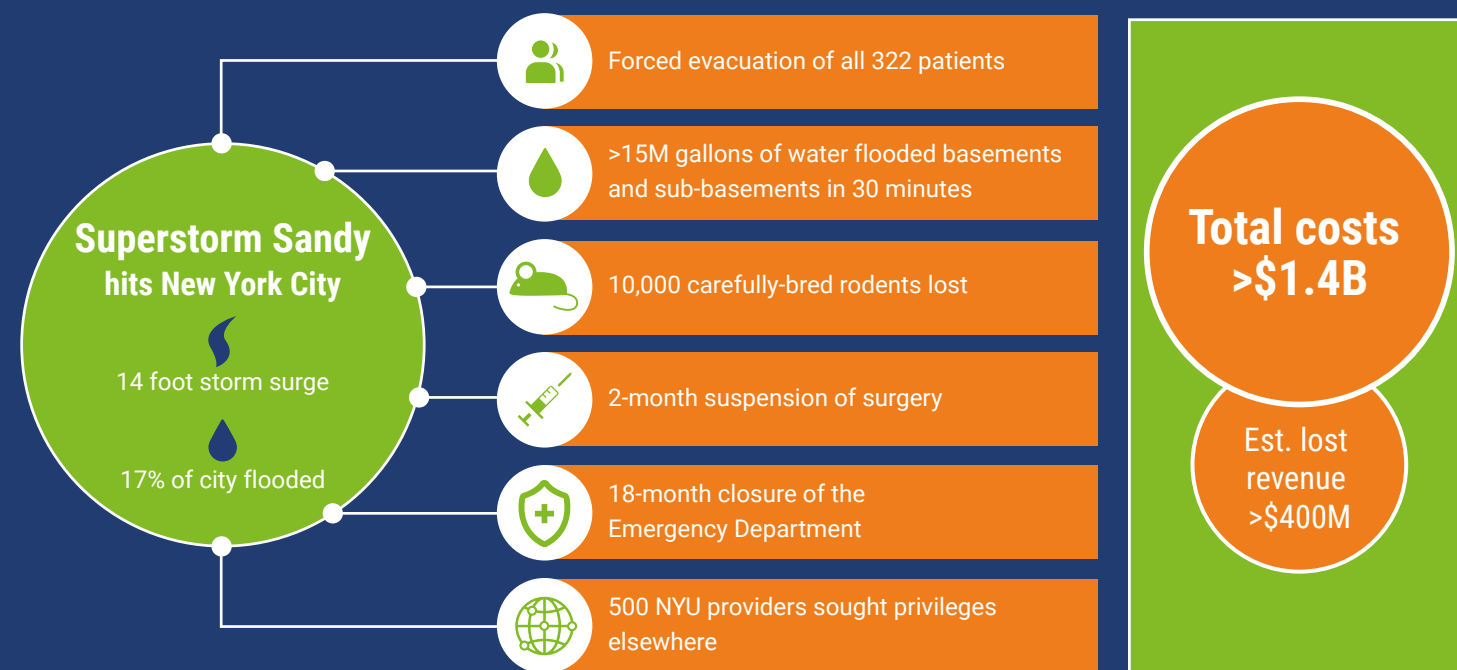 Superstorm Sandy
hits New York City
14 foot storm surge
17% of city flooded
Forced evacuation of all 322 patients
>15M gallons of water flooded basements
and sub-basements in 30 minutes
10,000 carefully-bred rodents lost
2-month suspension of surgery
18-month closure of the
Emergency Department
500 NYU providers sought privileges
elsewhere
Total costs
>$1.4B
Est. lost
revenue
>$400M